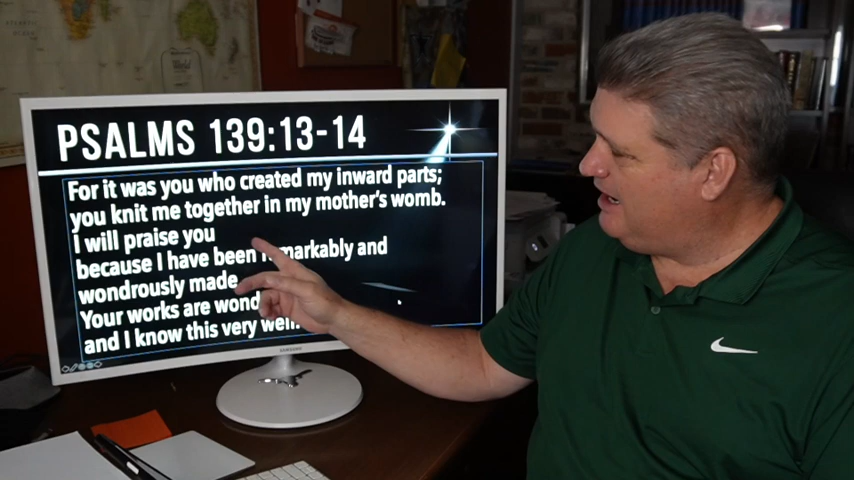 PSALMS 139:13-14
For it was you who created my inward parts;
you knit me together in my mother's womb.
I will praise you
because I have been markably and
wondrously made
Your works are wond
and I know this very well.
SAMSUNG
World